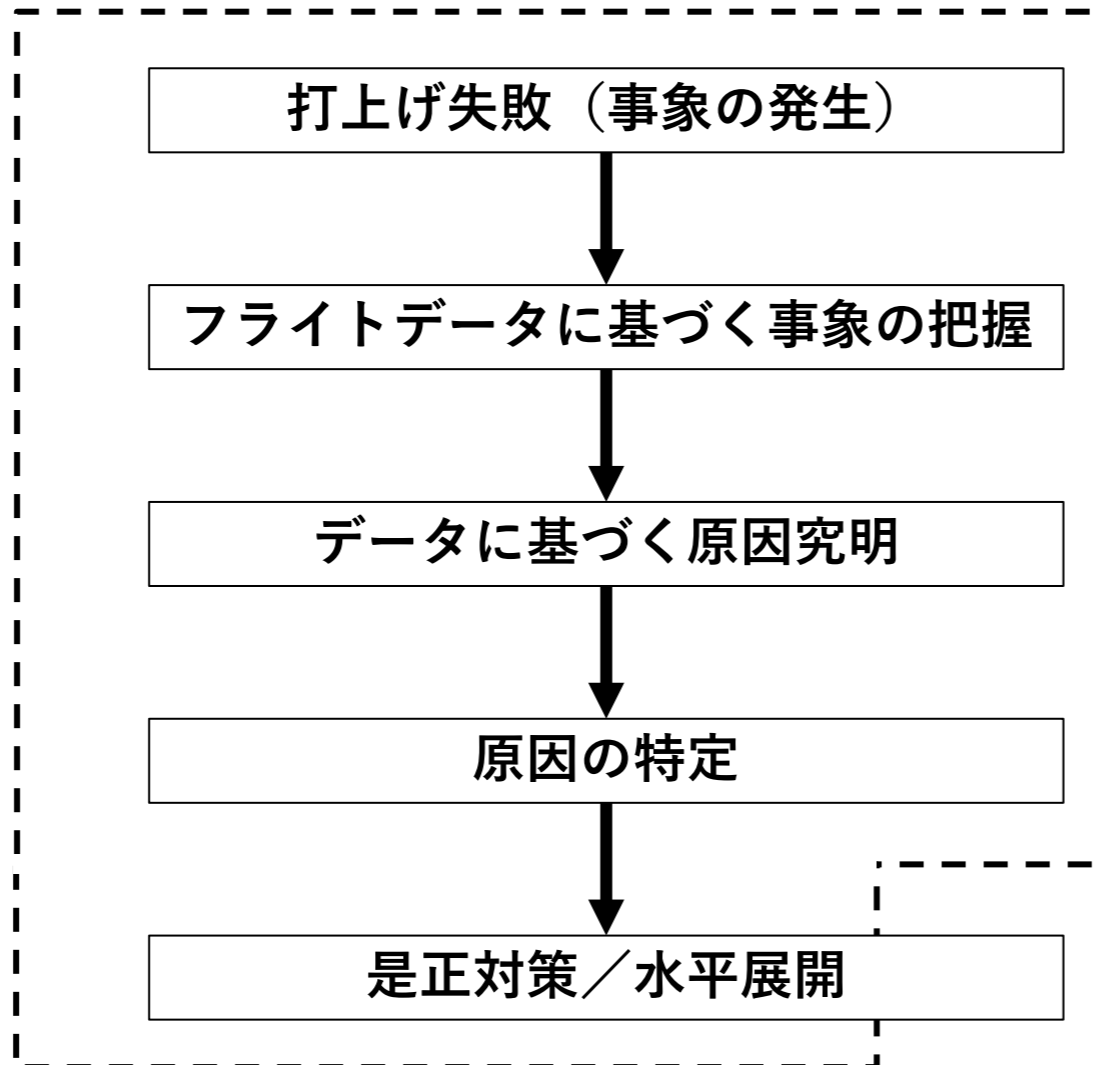 打上げ失敗（事象の発生）
フライトデータに基づく事象の把握
データに基づく原因究明
原因の特定
是正対策／水平展開